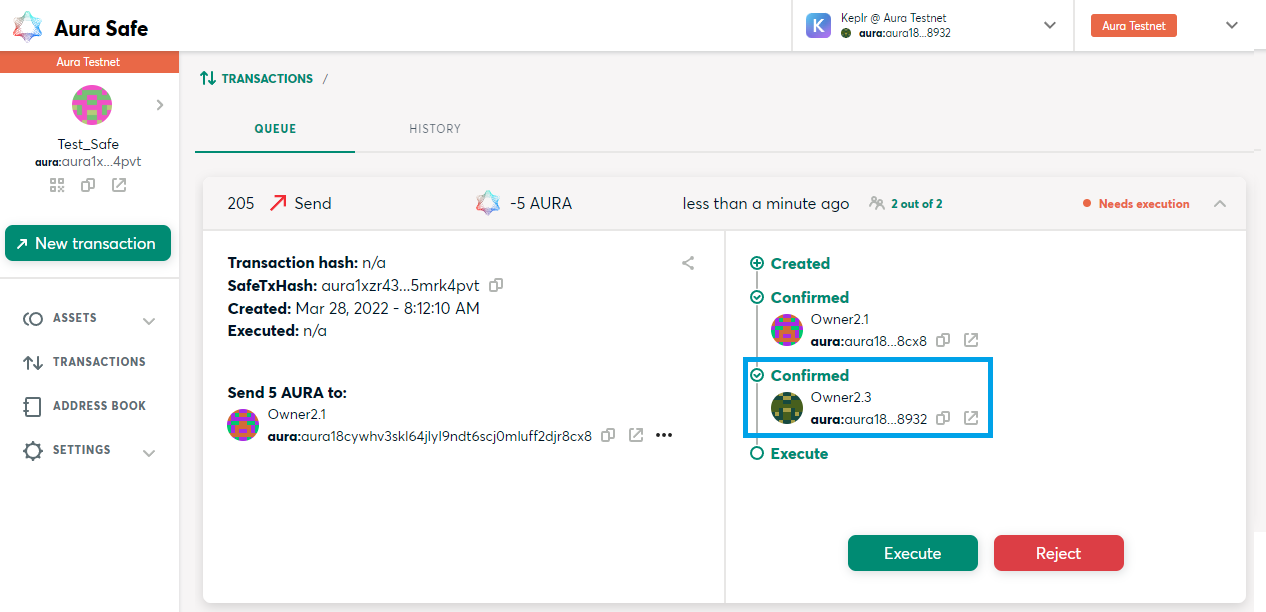 Aura Safe
K
Keplr @ Aura Testnet
aura:aura18...8932
Aura Testnet
Aura Testnet
Test_Safe
aura:aura1x...4pvt
New transaction
ASSETS
TRANSACTIONS
ADDRESS BOOK
SETTINGS
TRANSACTIONS /
QUEUE HISTORY
205 Send -5 AURA less than a minute ago 2 out of 2 Needs execution
Transaction hash: n/a
SafeTxHash: aura1xzr43...5mrk4pvt
Created: Mar 28, 2022 - 8:12:10 AM
Executed: n/a
Send 5 AURA to:
Owner2.1
aura:aura18cywhv3skl64jlyl9ndt6scj0mluff2djr8cx8
Created
Confirmed
Owner2.1
aura:aura18...8cx8
Confirmed
Owner2.3
aura:aura18...8932
Execute
Execute Reject